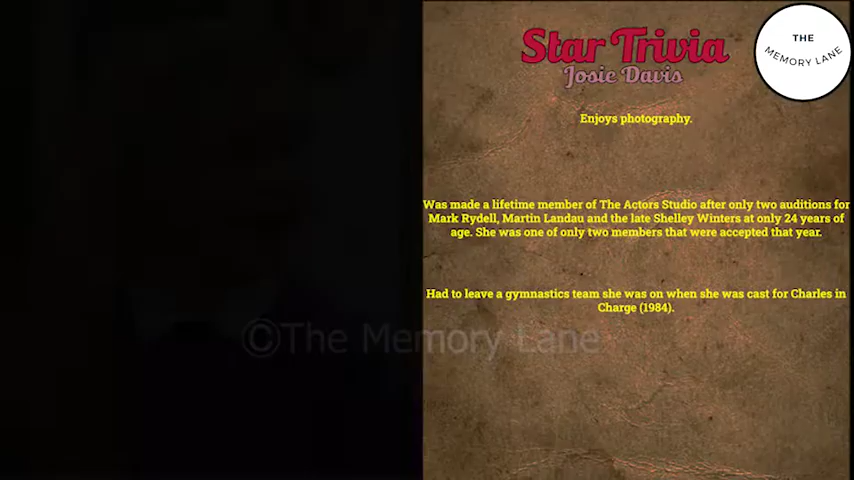 Star Trivia
Josie Davis
THE
MEMORY LANE
Enjoys photography.
Was made a lifetime member of The Actors Studio after only two auditions for
Mark Rydell, Martin Landau and the late Shelley Winters at only 24 years of
age. She was one of only two members that were accepted that year.
Had to leave a gymnastics team she was on when she was cast for Charles in
Charge (1984).
©The Memory Lane